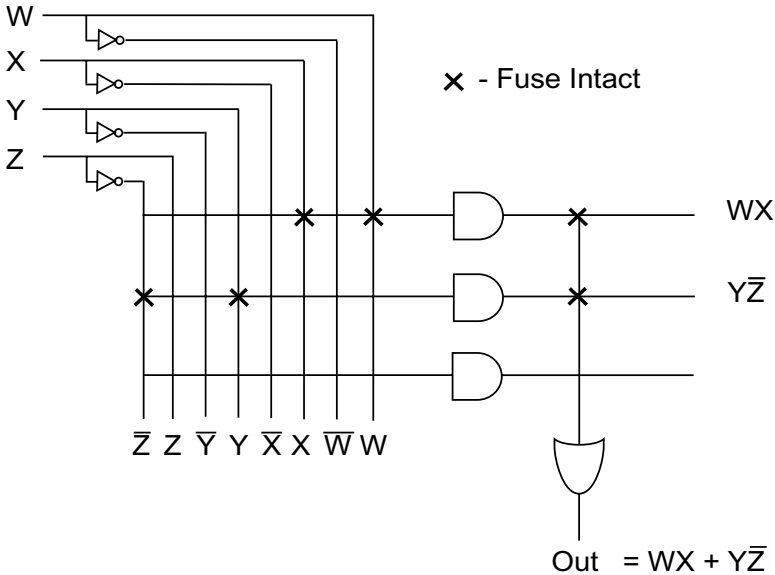 W
X
Y
Z
× - Fuse Intact
WX
YZ̅
Z̅ Z Y̅ Y X̅ X W̅ W
Out = WX + YZ̅